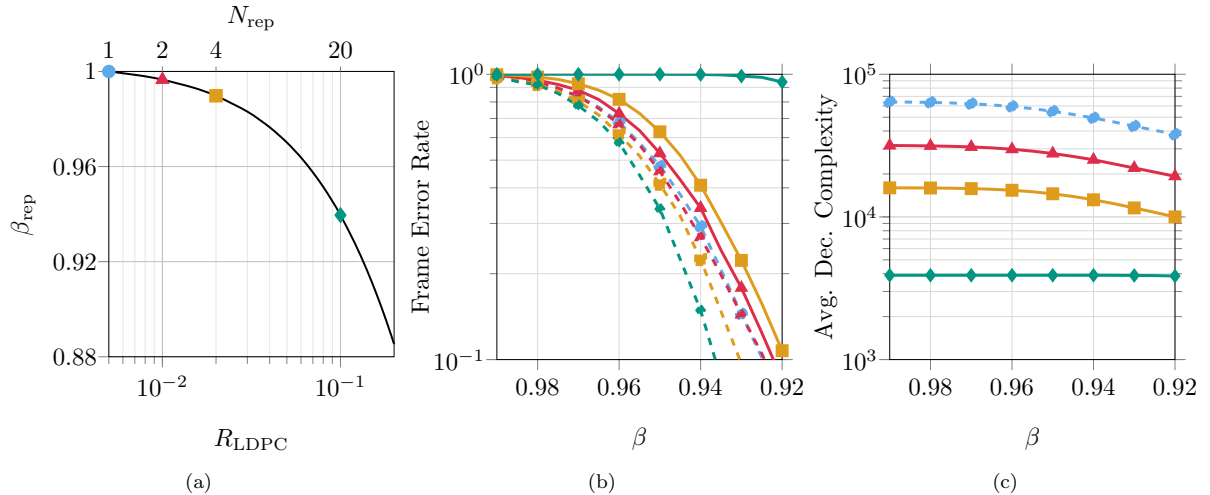 N_rep
1 2 4 20
1
0.96
0.92
0.88
β_rep
10^−2 10^−1
R_LDPC
(a)
10^0
10^−1
Frame Error Rate
0.98 0.96 0.94 0.92
β
(b)
10^5
10^4
10^3
Avg. Dec. Complexity
0.98 0.96 0.94 0.92
β
(c)